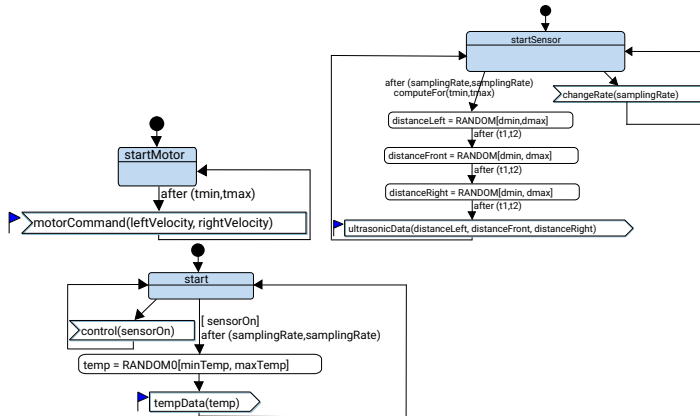 startSensor
after (samplingRate,samplingRate)
computeFor(tmin,tmax)
changeRate(samplingRate)
distanceLeft = RANDOM[dmin,dmax]
after (t1,t2)
distanceFront = RANDOM[dmin, dmax]
after (t1,t2)
distanceRight = RANDOM[dmin, dmax]
after (t1,t2)
ultrasonicData(distanceLeft, distanceFront, distanceRight)
startMotor
after (tmin,tmax)
motorCommand(leftVelocity, rightVelocity)
start
control(sensorOn)
[ sensorOn]
after (samplingRate,samplingRate)
temp = RANDOM0[minTemp, maxTemp]
tempData(temp)